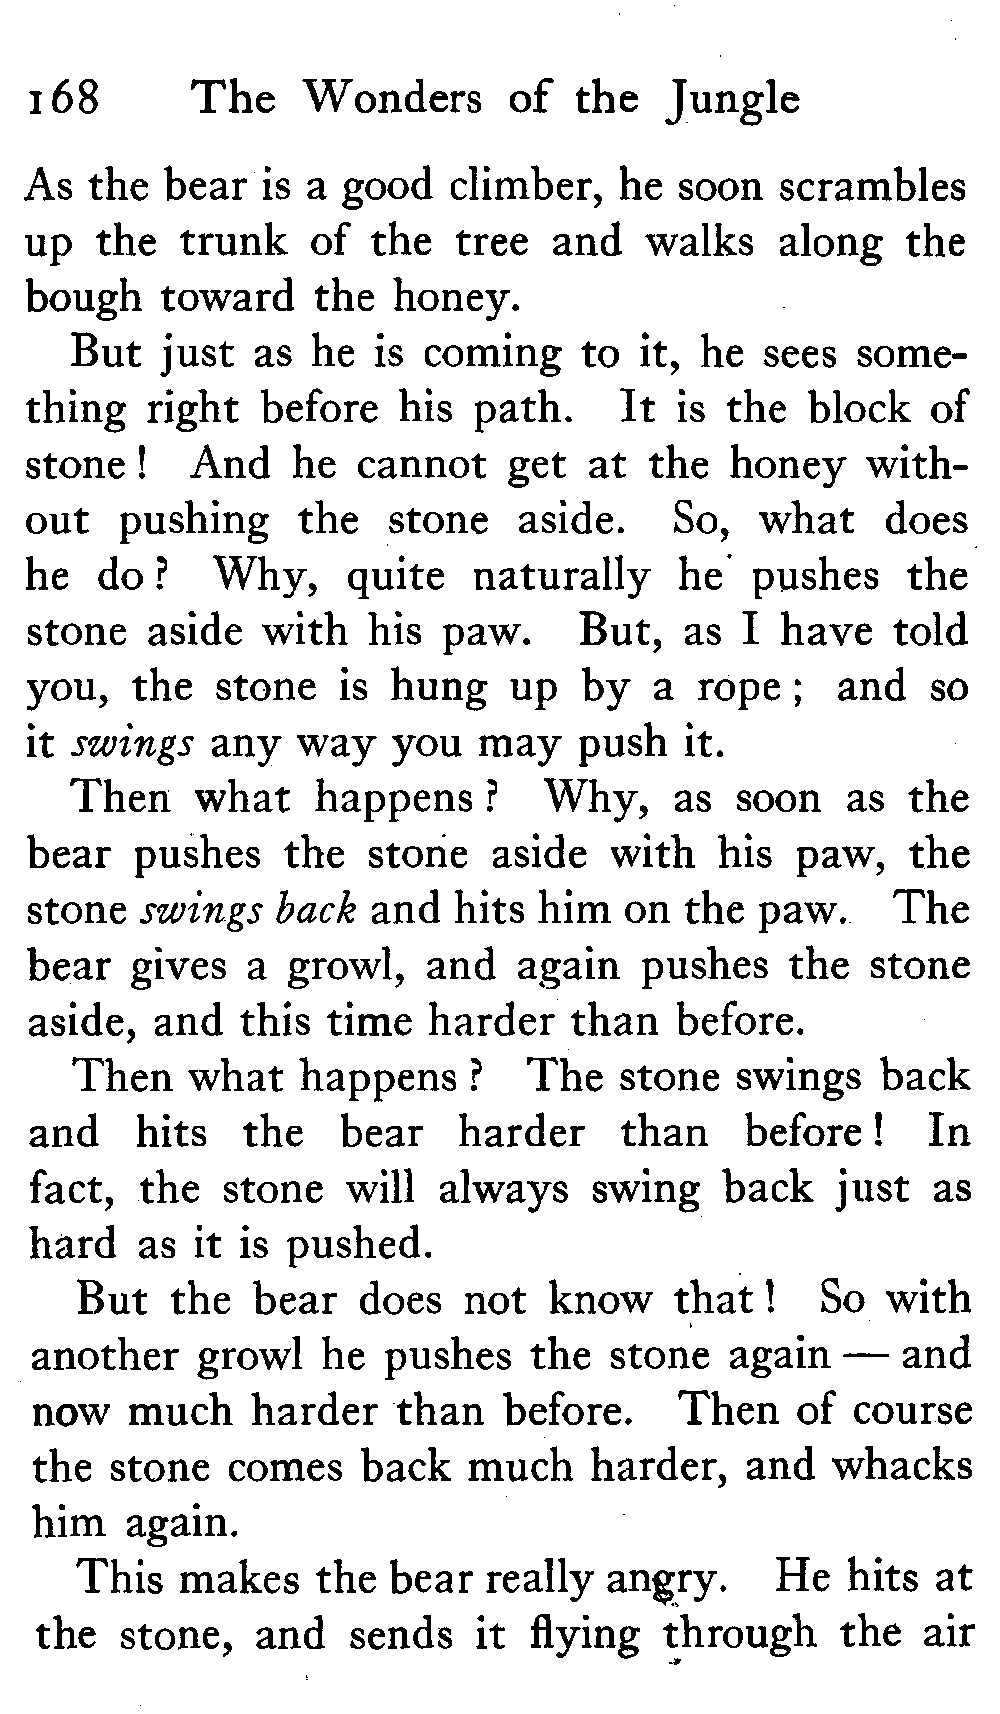 168 The Wonders of the Jungle
As the bear is a good climber, he soon scrambles
up the trunk of the tree and walks along the
bough toward the honey.
But just as he is coming to it, he sees some-
thing right before his path. It is the block of
stone! And he cannot get at the honey with-
out pushing the stone aside. So, what does
he do? Why, quite naturally he pushes the
stone aside with his paw. But, as I have told
you, the stone is hung up by a rope; and so
it swings any way you may push it.
Then what happens? Why, as soon as the
bear pushes the stone aside with his paw, the
stone swings back and hits him on the paw. The
bear gives a growl, and again pushes the stone
aside, and this time harder than before.
Then what happens? The stone swings back
and hits the bear harder than before! In
fact, the stone will always swing back just as
hard as it is pushed.
But the bear does not know that! So with
another growl he pushes the stone again — and
now much harder than before. Then of course
the stone comes back much harder, and whacks
him again.
This makes the bear really angry. He hits at
the stone, and sends it flying through the air